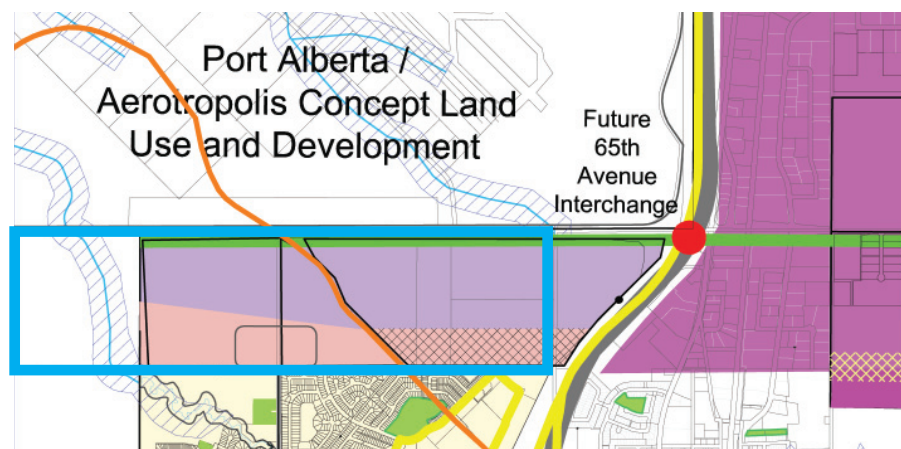 Port Alberta /
Aerotropolis Concept Land
Use and Development
Future
65th
Avenue
Interchange